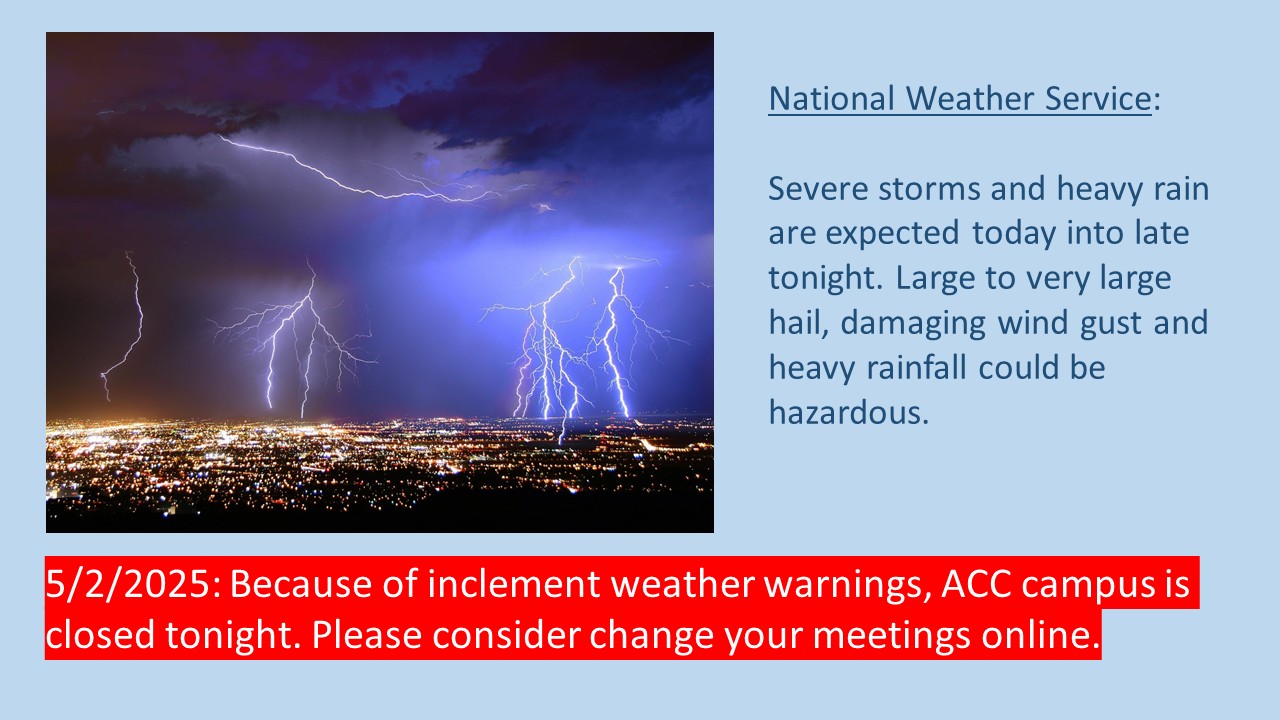 National Weather Service:
Severe storms and heavy rain
are expected today into late
tonight. Large to very large
hail, damaging wind gust and
heavy rainfall could be
hazardous.
5/2/2025: Because of inclement weather warnings, ACC campus is
closed tonight. Please consider change your meetings online.